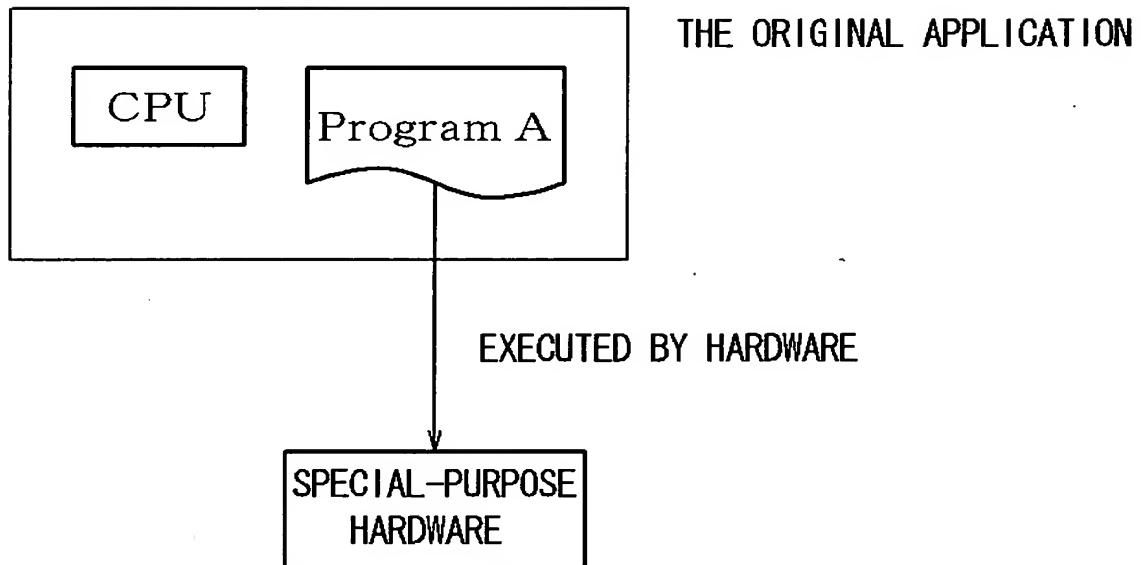 THE ORIGINAL APPLICATION
CPU
Program A
EXECUTED BY HARDWARE
SPECIAL-PURPOSE
HARDWARE